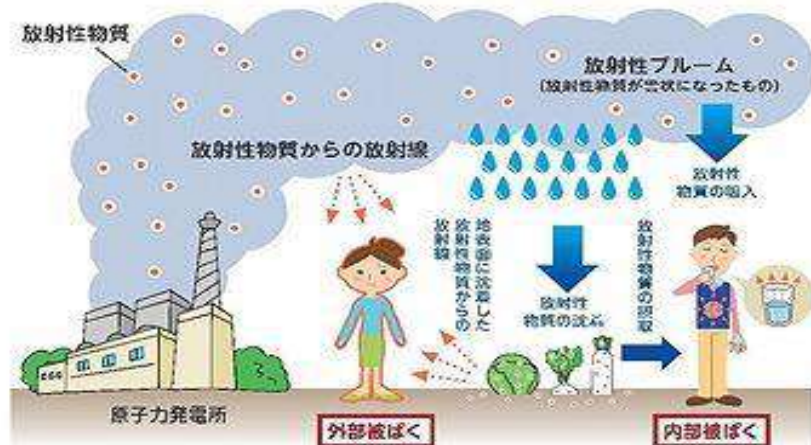 放射性物質
放射性プルーム
(放射性物質が雲状になったもの)
放射性物質からの放射線
放射性
物質の吸入
地表面に沈着した
放射性物質からの
放射線
放射性
物質の沈着
放射性物質の摂取
原子力発電所
外部被ばく
内部被ばく